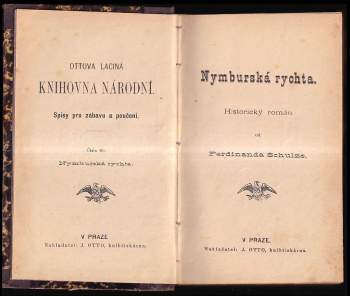 OTTOVA LACINÁ
KNIHOVNA NÁRODNÍ.
Spisy pro zábavu a poučení.
Číslo
Nymburská rychta.
V PRAZE.
Nakladatel: J. OTTO, knihtiskárna.
Nymburská rychta.
Historický román
od
Ferdinanda Schulze.
V PRAZE.
Nakladatel: J. OTTO, knihtiskárna.